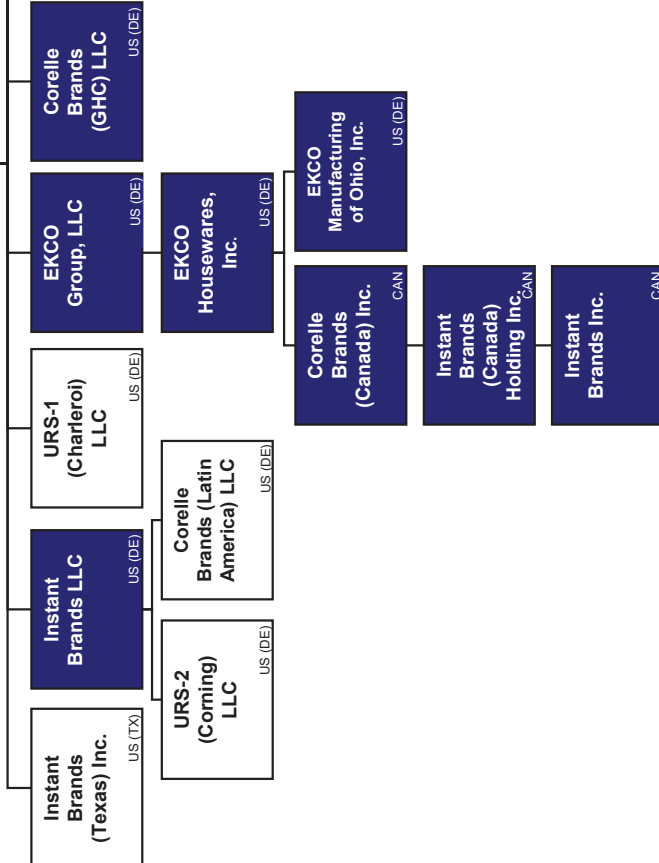 Instant
Brands
(Texas) Inc.
US (TX)
Instant
Brands LLC
US (DE)
URS-1
(Charleroi)
LLC
US (DE)
EKCO
Group, LLC
US (DE)
Corelle
Brands
(GHC) LLC
US (DE)
URS-2
(Corning)
LLC
US (DE)
Corelle
Brands (Latin
America) LLC
US (DE)
EKCO
Housewares,
Inc.
US (DE)
Corelle
Brands
(Canada) Inc.
CAN
EKCO
Manufacturing
of Ohio, Inc.
US (DE)
Instant
Brands
(Canada)
Holding Inc.
CAN
Instant
Brands Inc.
CAN